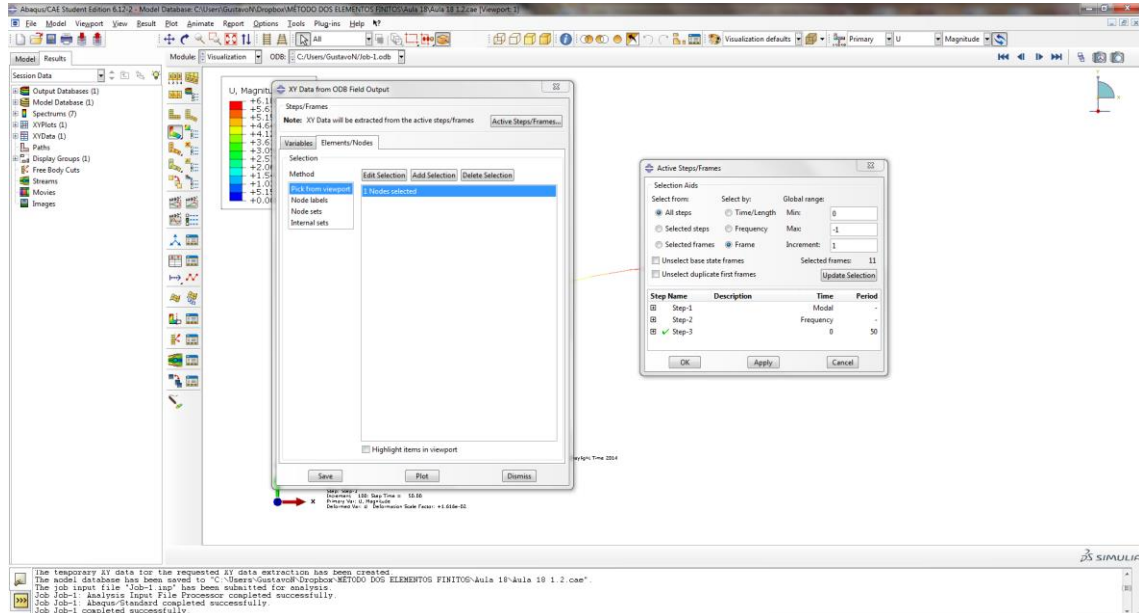 Abaqus/CAE Student Edition 6.12-2 - Model Database: C:\Users\GustavoN\Dropbox\MÉTODO DOS ELEMENTOS FINITOS\Aula 18\Aula 18 1.2.cae [Viewport: 1]
File Model Viewport View Result Plot Animate Report Options Tools Plug-ins Help
All Visualization defaults Primary U Magnitude
Model Results Module: Visualization ODB: C:/Users/GustavoN/Job-1.odb
Session Data
Output Databases (1)
Model Database (1)
Spectrums (7)
XYPlots (1)
XYData (1)
Paths
Display Groups (1)
Free Body Cuts
Streams
Movies
Images
U, Magnitu
XY Data from ODB Field Output
Steps/Frames
Note: XY Data will be extracted from the active steps/frames Active Steps/Frames...
Variables Elements/Nodes
Selection
Method Edit Selection Add Selection Delete Selection
Pick from viewport 1 Nodes selected
Node labels
Node sets
Internal sets
Highlight items in viewport
Save Plot Dismiss
Active Steps/Frames
Selection Aids
Select from: Select by: Global range:
All steps Time/Length Min: 0
Selected steps Frequency Max: -1
Selected frames Frame Increment: 1
Unselect base state frames Selected frames: 11
Unselect duplicate first frames Update Selection
Step Name Description Time Period
Step-1 Modal -
Step-2 Frequency -
Step-3 0 50
OK Apply Cancel
Time 2014
X
Primary Var: U, Magnitude
SIMULIA
The temporary XY data for the requested XY data extraction has been created.
The model database has been saved to "C:\Users\GustavoN\Dropbox\MÉTODO DOS ELEMENTOS FINITOS\Aula 18\Aula 18 1.2.cae".
The job input file "Job-1.inp" has been submitted for analysis.
Job Job-1: Analysis Input File Processor completed successfully.
Job Job-1: Abaqus/Standard completed successfully.
Job Job-1 completed successfully.